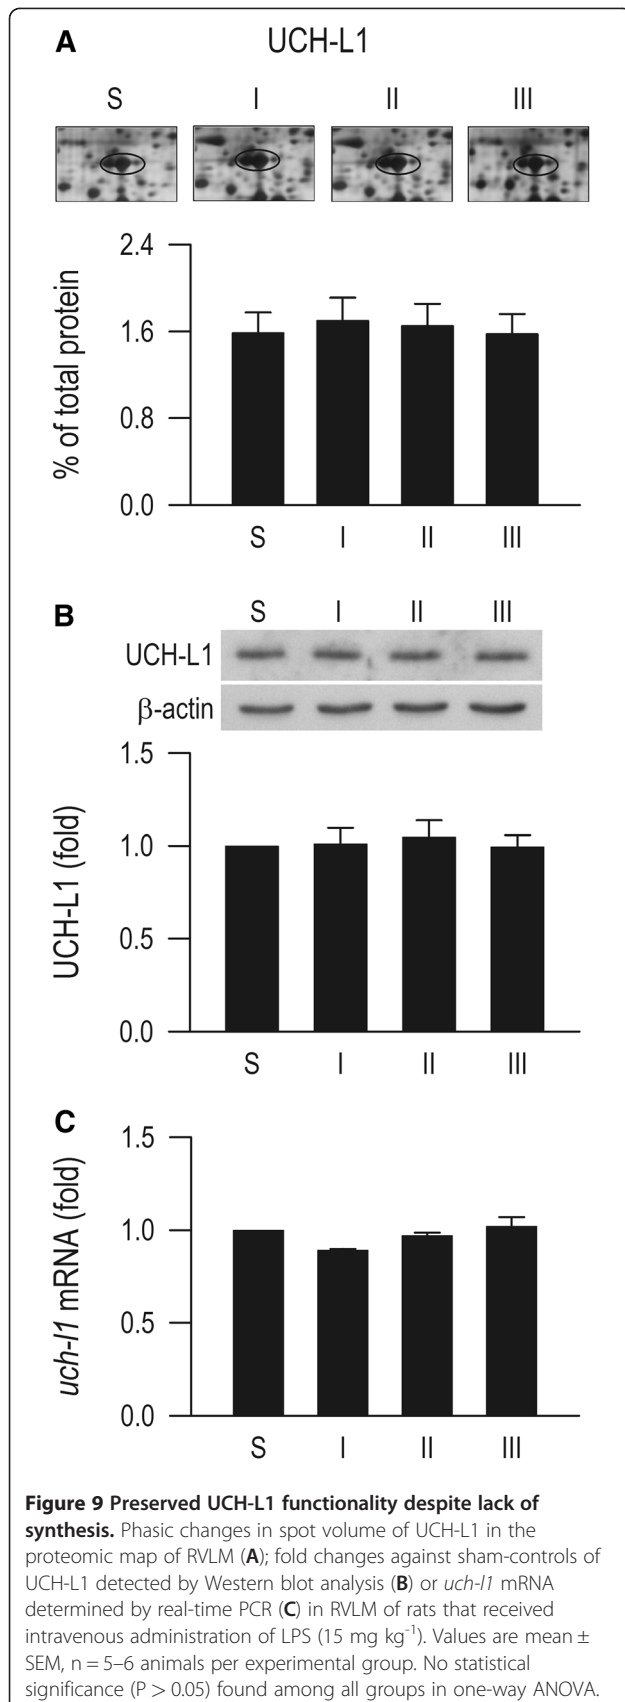 A UCH-L1
S I II III
2.4
1.6
0.8
0.0
% of total protein
S I II III
B S I II III
UCH-L1
β-actin
1.5
1.0
0.5
0.0
UCH-L1 (fold)
S I II III
C
1.5
1.0
0.5
0.0
uch-l1 mRNA (fold)
S I II III
Figure 9 Preserved UCH-L1 functionality despite lack of
synthesis. Phasic changes in spot volume of UCH-L1 in the
proteomic map of RVLM (A); fold changes against sham-controls of
UCH-L1 detected by Western blot analysis (B) or uch-l1 mRNA
determined by real-time PCR (C) in RVLM of rats that received
intravenous administration of LPS (15 mg kg⁻¹). Values are mean ±
SEM, n = 5–6 animals per experimental group. No statistical
significance (P > 0.05) found among all groups in one-way ANOVA.